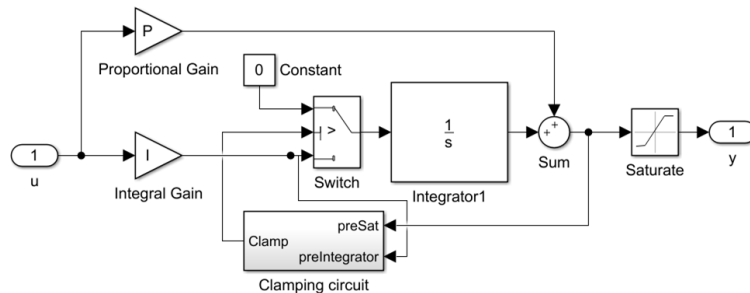 P
Proportional Gain
0
Constant
1
u
I
Integral Gain
>
Switch
1
s
Integrator1
+
+
Sum
Saturate
1
y
Clamp
preSat
preIntegrator
Clamping circuit